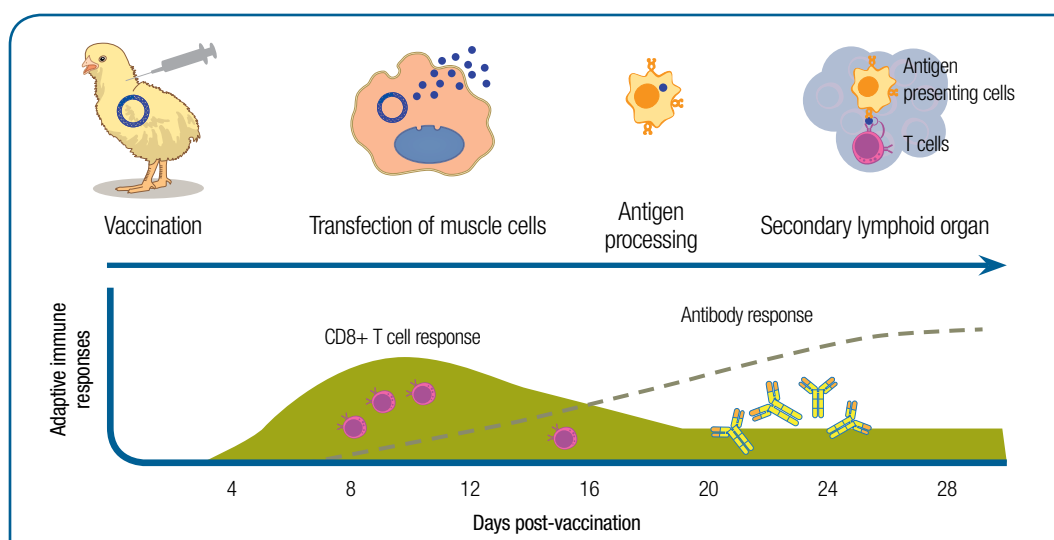 Antigen
presenting cells
T cells
Vaccination
Transfection of muscle cells
Antigen
processing
Secondary lymphoid organ
Adaptive immune
responses
CD8+ T cell response
Antibody response
4 8 12 16 20 24 28
Days post-vaccination